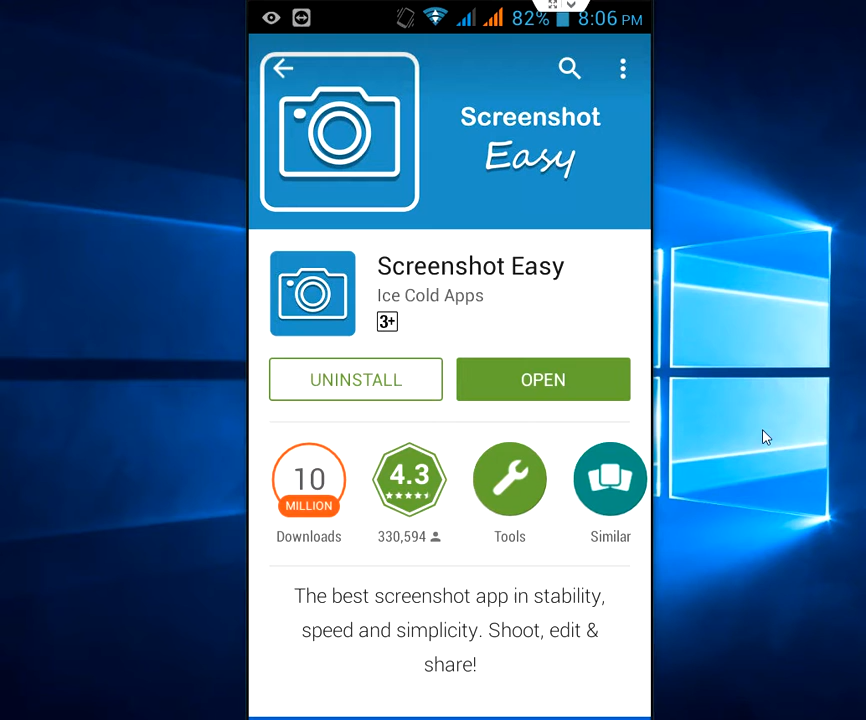 82% 8:06 PM
Screenshot
Easy
Screenshot Easy
Ice Cold Apps
3+
UNINSTALL OPEN
10 4.3
MILLION
Downloads 330,594 Tools Similar
The best screenshot app in stability,
speed and simplicity. Shoot, edit &
share!